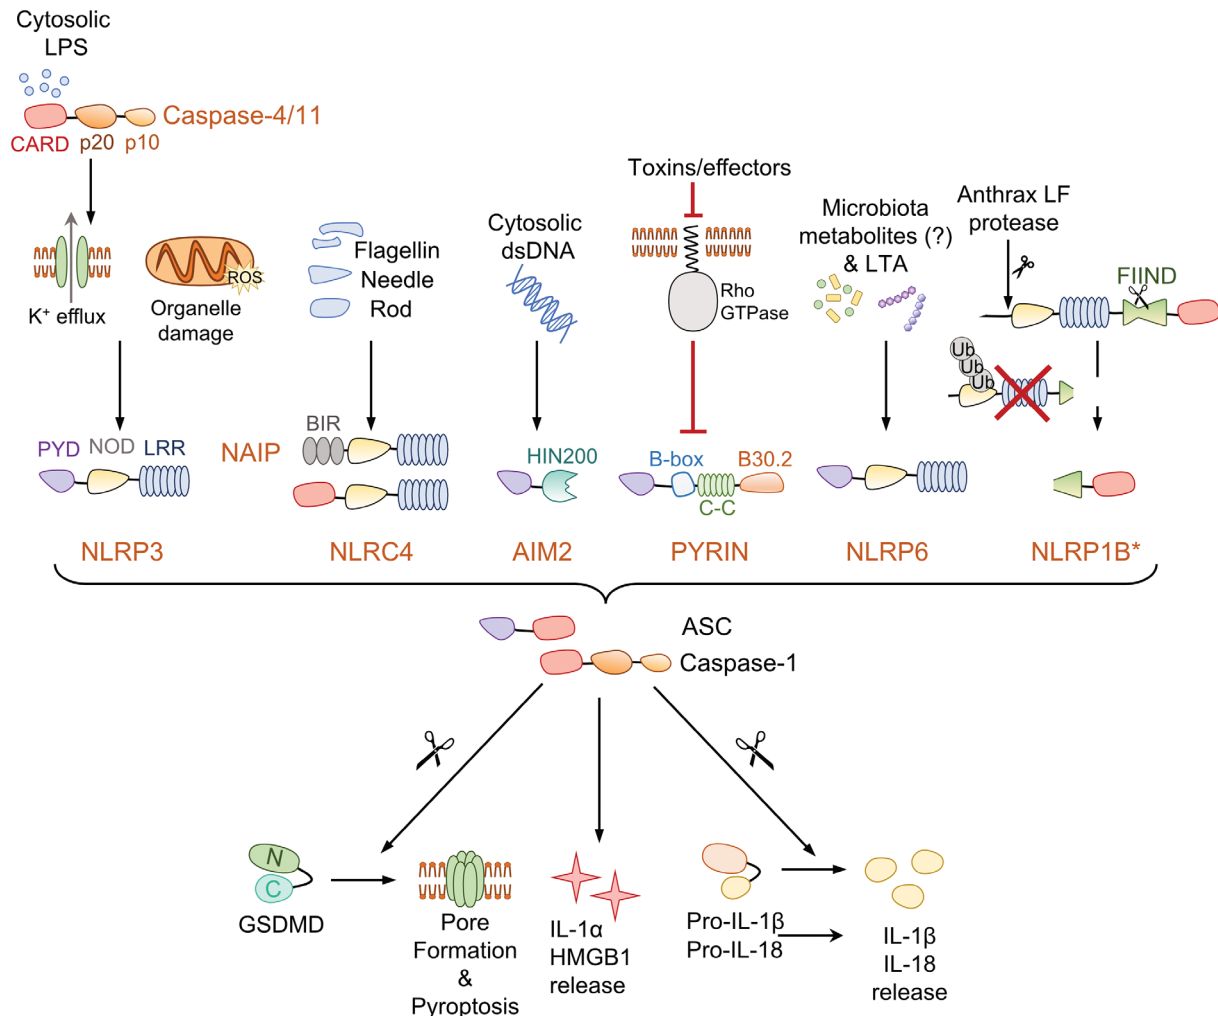 Cytosolic
LPS
Caspase-4/11
CARD p20 p10
K⁺ efflux
ROS
Organelle
damage
Flagellin
Needle
Rod
Cytosolic
dsDNA
Toxins/effectors
Rho
GTPase
Microbiota
metabolites (?)
& LTA
Anthrax LF
protease
FIIND
Ub
Ub
Ub
PYD NOD LRR
NAIP
BIR
HIN200
B-box
B30.2
C-C
NLRP3
NLRC4
AIM2
PYRIN
NLRP6
NLRP1B*
ASC
Caspase-1
N
C
GSDMD
Pore
Formation
&
Pyroptosis
IL-1α
HMGB1
release
Pro-IL-1β
Pro-IL-18
IL-1β
IL-18
release